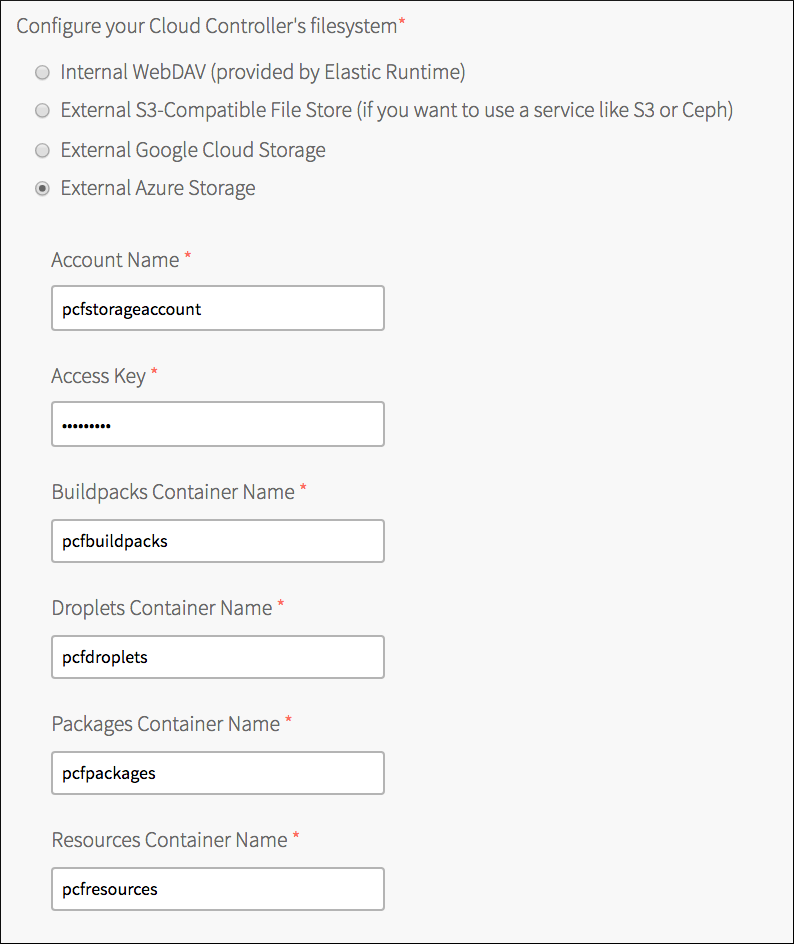 Configure your Cloud Controller's filesystem*
Internal WebDAV (provided by Elastic Runtime)
External S3-Compatible File Store (if you want to use a service like S3 or Ceph)
External Google Cloud Storage
External Azure Storage
Account Name *
pcfstorageaccount
Access Key *
•••••••••
Buildpacks Container Name *
pcfbuildpacks
Droplets Container Name *
pcfdroplets
Packages Container Name *
pcfpackages
Resources Container Name *
pcfresources